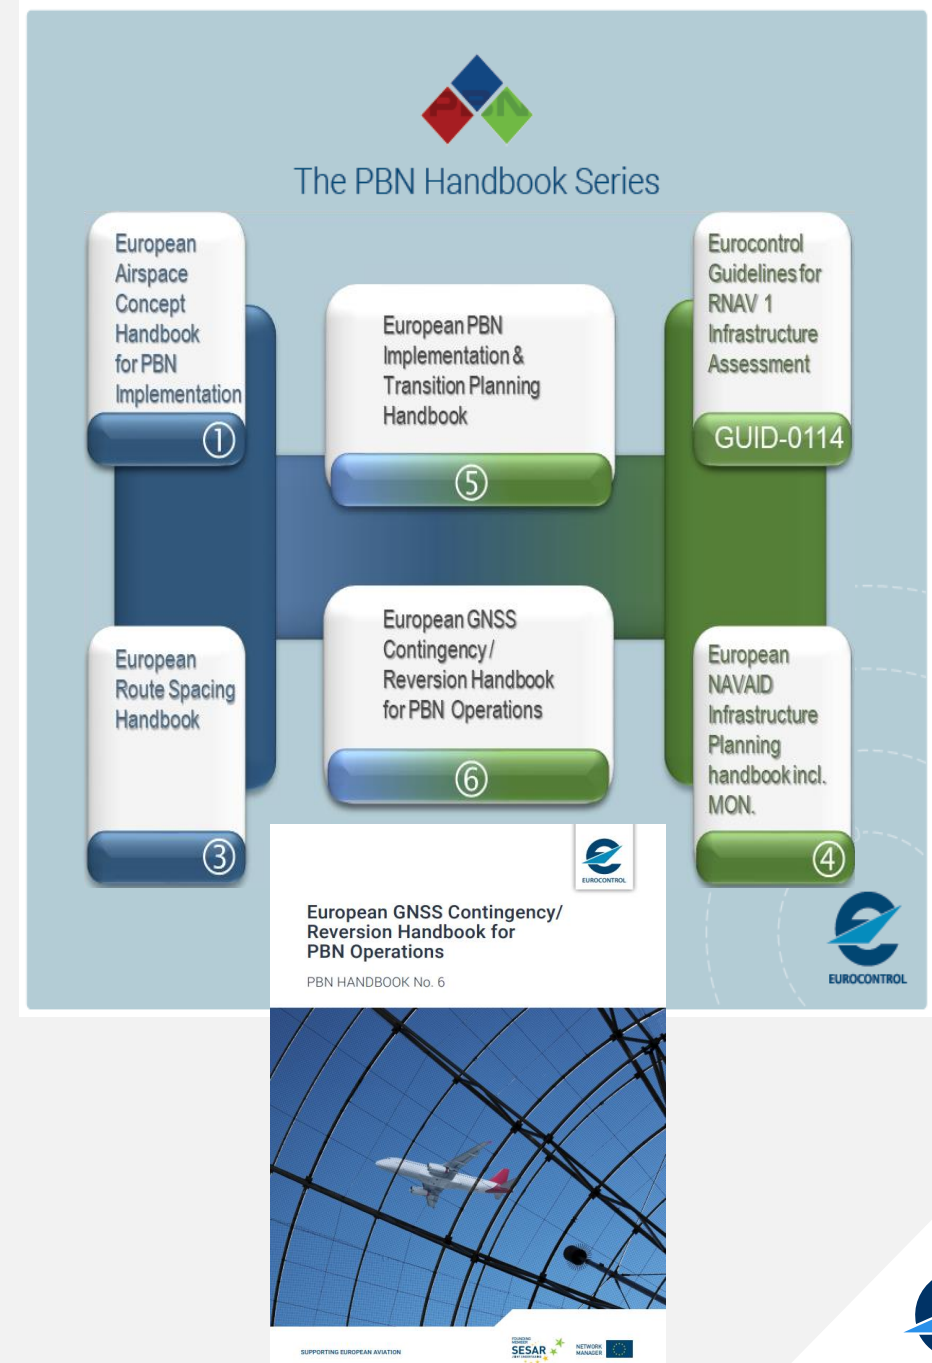 PBN
The PBN Handbook Series
European
Airspace
Concept
Handbook
for PBN
Implementation
①
European PBN
Implementation &
Transition Planning
Handbook
⑤
Eurocontrol
Guidelines for
RNAV 1
Infrastructure
Assessment
GUID-0114
European
Route Spacing
Handbook
③
European GNSS
Contingency /
Reversion Handbook
for PBN Operations
⑥
European
NAVAID
Infrastructure
Planning
handbook incl.
MON.
④
EUROCONTROL
EUROCONTROL
European GNSS Contingency/
Reversion Handbook for
PBN Operations
PBN HANDBOOK No. 6
SUPPORTING EUROPEAN AVIATION
FOUNDING
MEMBER
SESAR
NETWORK
MANAGER